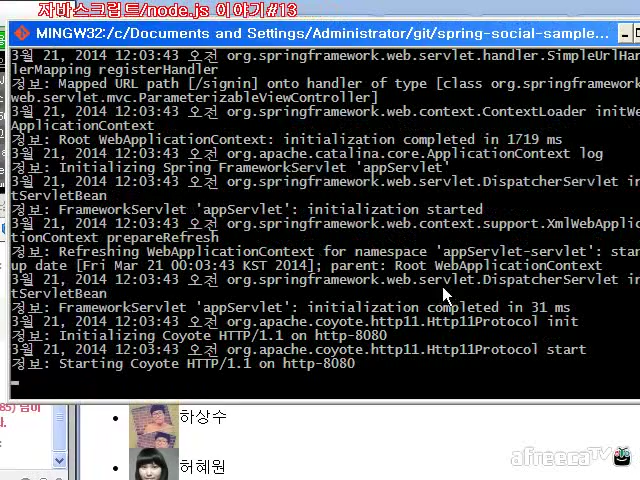 자바스크립트/node.js 이야기#13
MINGW32:/c/Documents and Settings/Administrator/git/spring-social-sample...
3월 21, 2014 12:03:43 오전 org.springframework.web.servlet.handler.SimpleUrlHan
lerMapping registerHandler
정보: Mapped URL path [/signin] onto handler of type [class org.springframework
web.servlet.mvc.ParameterizableViewController]
3월 21, 2014 12:03:43 오전 org.springframework.web.context.ContextLoader initWe
ApplicationContext
정보: Root WebApplicationContext: initialization completed in 1719 ms
3월 21, 2014 12:03:43 오전 org.apache.catalina.core.ApplicationContext log
정보: Initializing Spring FrameworkServlet 'appServlet'
3월 21, 2014 12:03:43 오전 org.springframework.web.servlet.DispatcherServlet in
tServletBean
정보: FrameworkServlet 'appServlet': initialization started
3월 21, 2014 12:03:43 오전 org.springframework.web.context.support.XmlWebApplic
tionContext prepareRefresh
정보: Refreshing WebApplicationContext for namespace 'appServlet-servlet': star
up date [Fri Mar 21 00:03:43 KST 2014]; parent: Root WebApplicationContext
3월 21, 2014 12:03:43 오전 org.springframework.web.servlet.DispatcherServlet in
tServletBean
정보: FrameworkServlet 'appServlet': initialization completed in 31 ms
3월 21, 2014 12:03:43 오전 org.apache.coyote.http11.Http11Protocol init
정보: Initializing Coyote HTTP/1.1 on http-8080
3월 21, 2014 12:03:43 오전 org.apache.coyote.http11.Http11Protocol start
정보: Starting Coyote HTTP/1.1 on http-8080
85) 님이
하상수
허혜원
afreecaTV